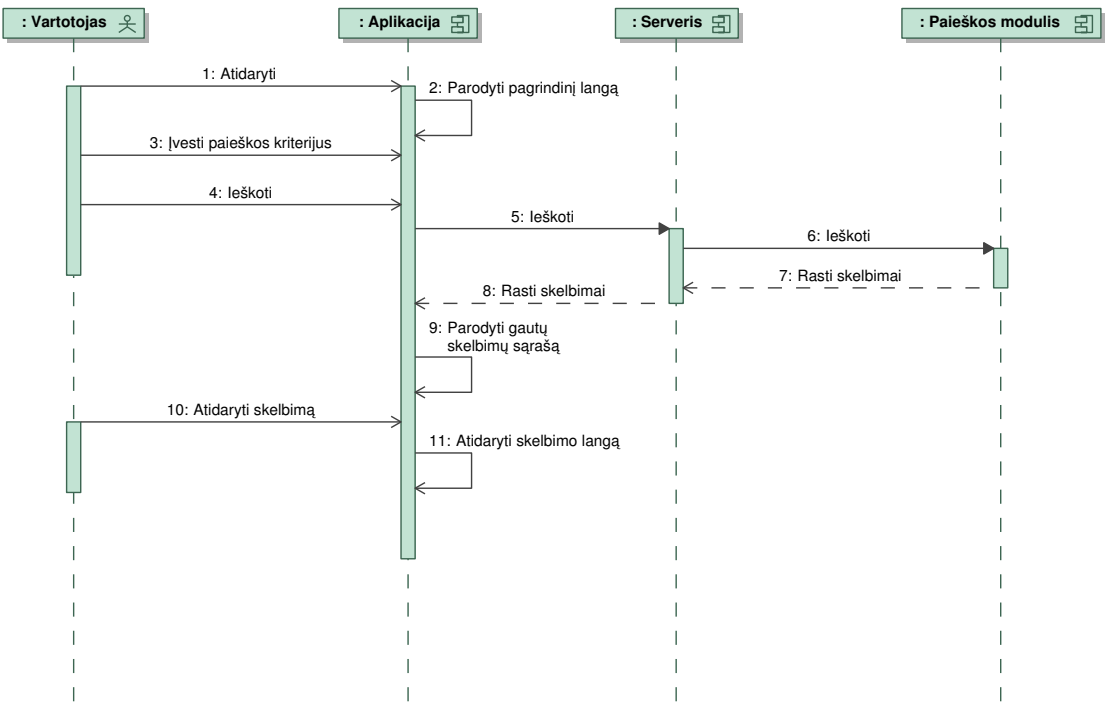 : Vartotojas
: Aplikacija
: Serveris
: Paieškos modulis
1: Atidaryti
2: Parodyti pagrindinį langą
3: Įvesti paieškos kriterijus
4: Ieškoti
5: Ieškoti
6: Ieškoti
7: Rasti skelbimai
8: Rasti skelbimai
9: Parodyti gautų
skelbimų sąrašą
10: Atidaryti skelbimą
11: Atidaryti skelbimo langą